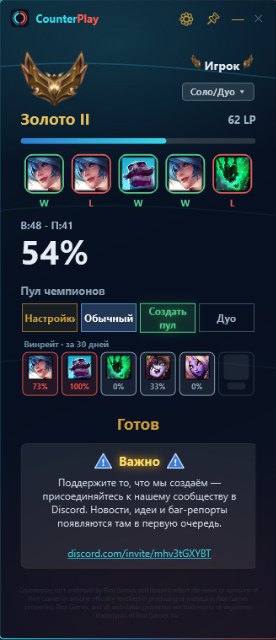 CounterPlay
Игрок
Соло/Дуо
Золото II
62 LP
W L W W L
В:48 - П:41
54%
Пул чемпионов
Настройки Обычный Создать пул Дуо
Винрейт · за 30 дней
73% 100% 0% 33% 0%
Готов
Важно
Поддержите то, что мы создаём —
присоединяйтесь к нашему сообществу в
Discord. Новости, идеи и баг-репорты
появляются там в первую очередь.
discord.com/invite/mhv3tGXYBT